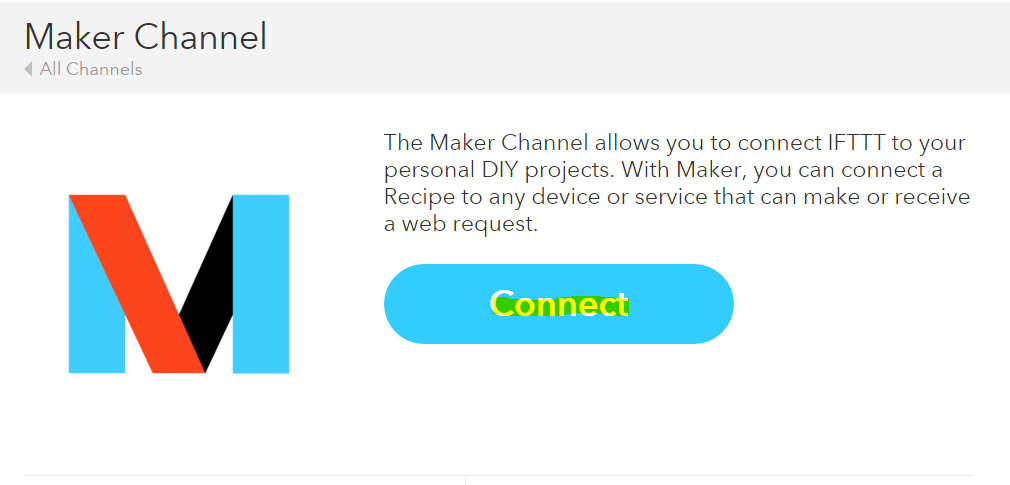 Maker Channel
All Channels
The Maker Channel allows you to connect IFTTT to your
personal DIY projects. With Maker, you can connect a
Recipe to any device or service that can make or receive
a web request.
Connect